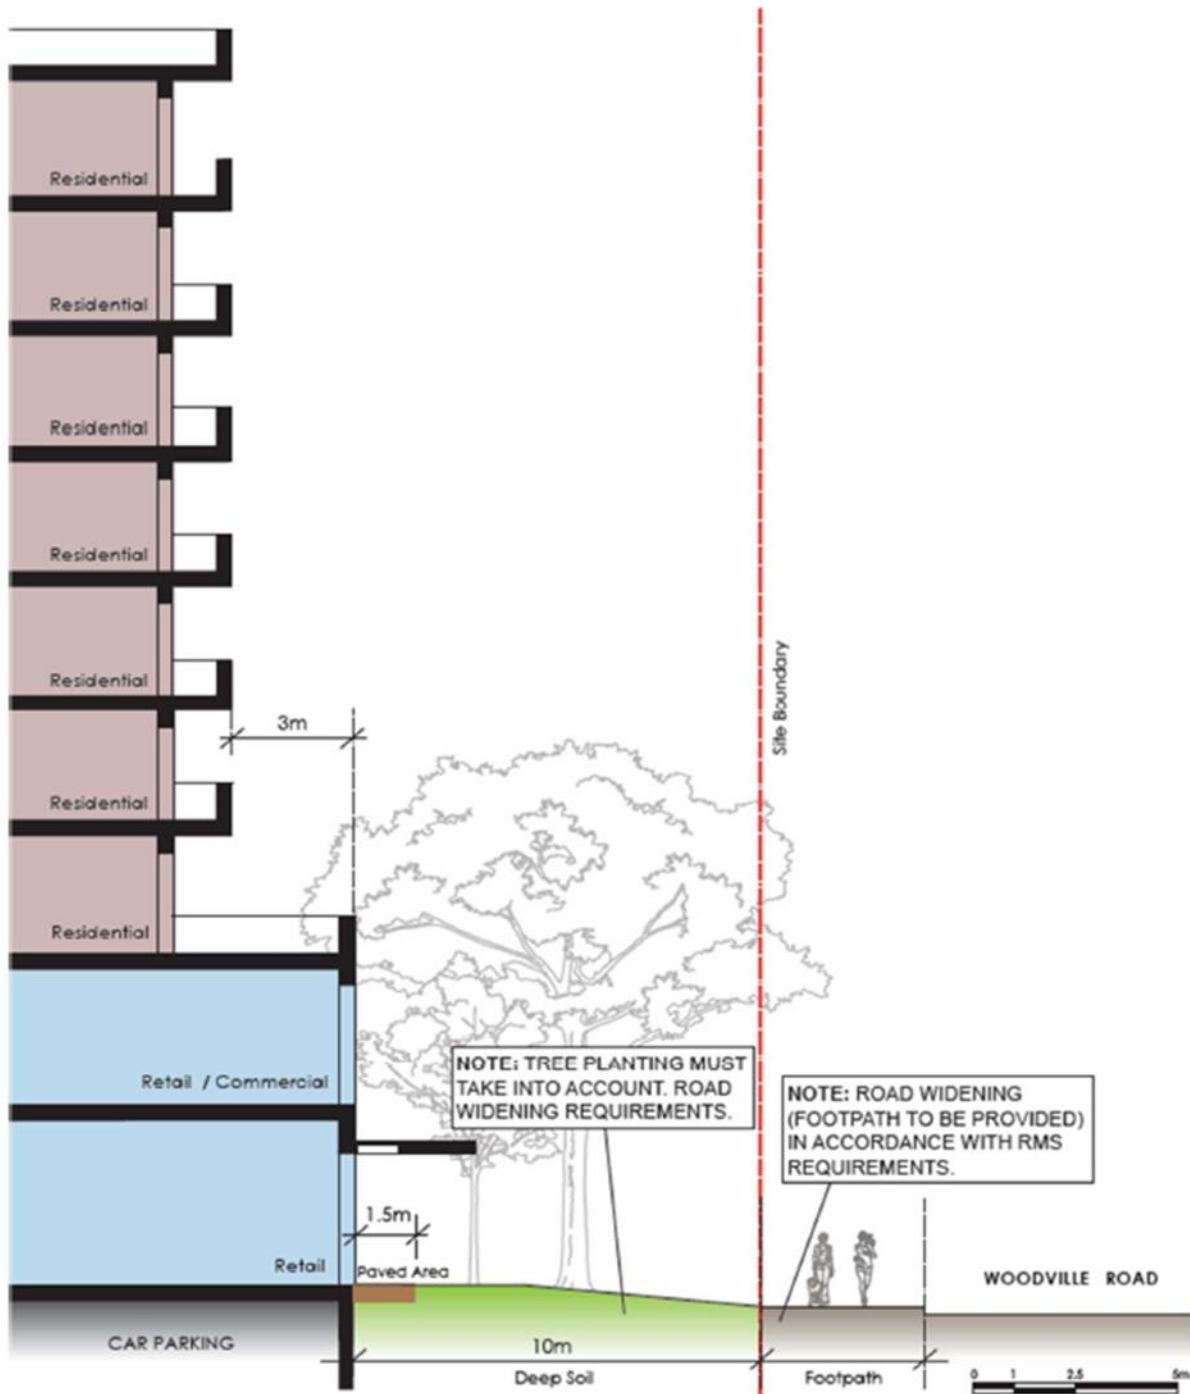 Residential
Residential
Residential
Residential
Residential
Site Boundary
3m
Residential
Residential
Retail / Commercial
NOTE: TREE PLANTING MUST
TAKE INTO ACCOUNT. ROAD
WIDENING REQUIREMENTS.
NOTE: ROAD WIDENING
(FOOTPATH TO BE PROVIDED)
IN ACCORDANCE WITH RMS
REQUIREMENTS.
1.5m
Retail
Paved Area
WOODVILLE ROAD
CAR PARKING
10m
Deep Soil
Footpath
0 1 2.5 5m